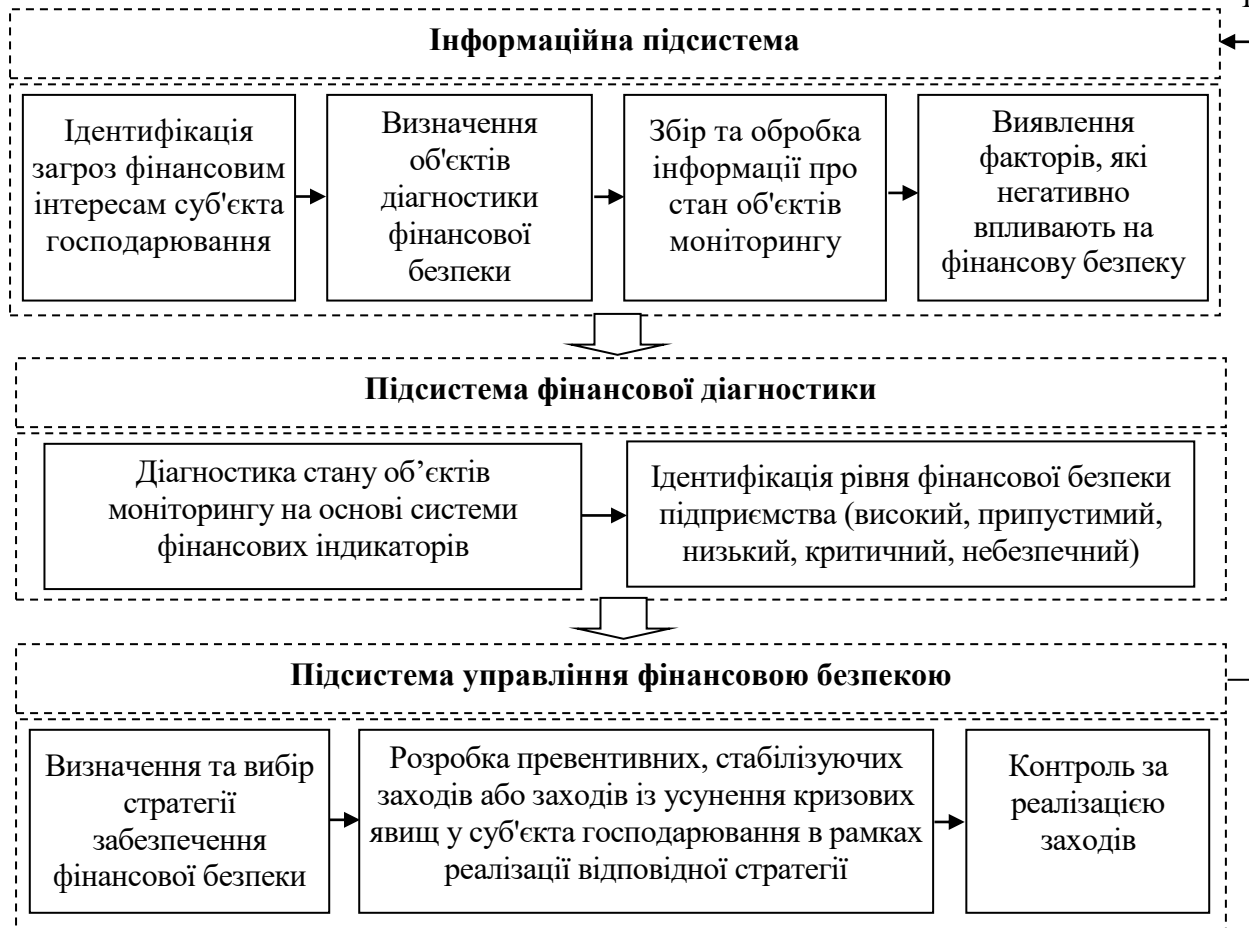 Інформаційна підсистема
Ідентифікація
загроз фінансовим
інтересам суб'єкта
господарювання
Визначення
об'єктів
діагностики
фінансової
безпеки
Збір та обробка
інформації про
стан об'єктів
моніторингу
Виявлення
факторів, які
негативно
впливають на
фінансову безпеку
Підсистема фінансової діагностики
Діагностика стану об’єктів
моніторингу на основі системи
фінансових індикаторів
Ідентифікація рівня фінансової безпеки
підприємства (високий, припустимий,
низький, критичний, небезпечний)
Підсистема управління фінансовою безпекою
Визначення та вибір
стратегії
забезпечення
фінансової безпеки
Розробка превентивних, стабілізуючих
заходів або заходів із усунення кризових
явищ у суб'єкта господарювання в рамках
реалізації відповідної стратегії
Контроль за
реалізацією
заходів